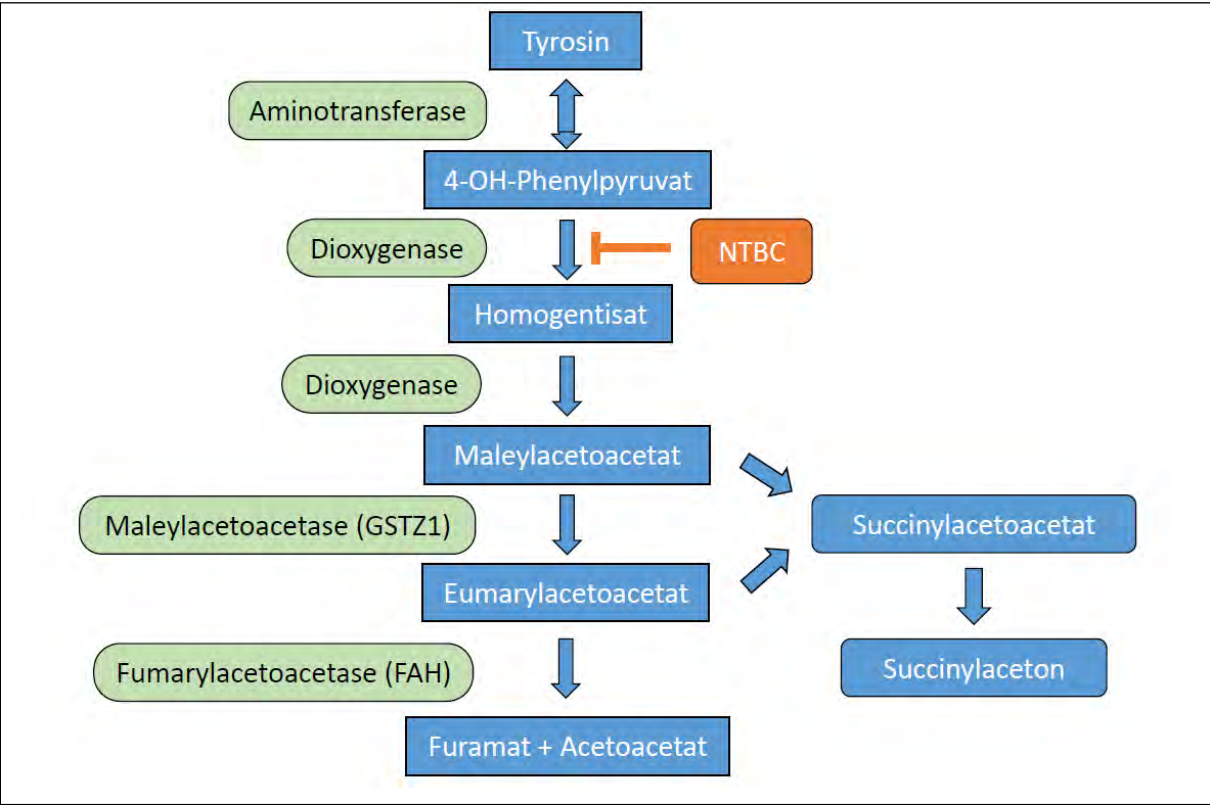 Tyrosin
Aminotransferase
4-OH-Phenylpyruvat
Dioxygenase
NTBC
Homogentisat
Dioxygenase
Maleylacetoacetat
Maleylacetoacetase (GSTZ1)
Succinylacetoacetat
Eumarylacetoacetat
Fumarylacetoacetase (FAH)
Succinylaceton
Furamat + Acetoacetat